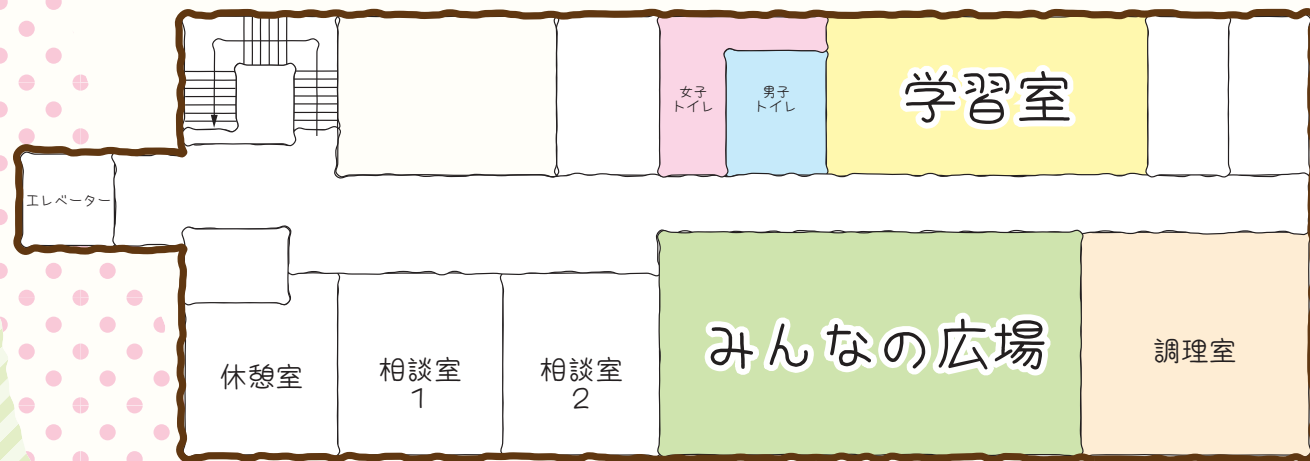 女子
トイレ
男子
トイレ
学習室
エレベーター
休憩室
相談室
1
相談室
2
みんなの広場
調理室